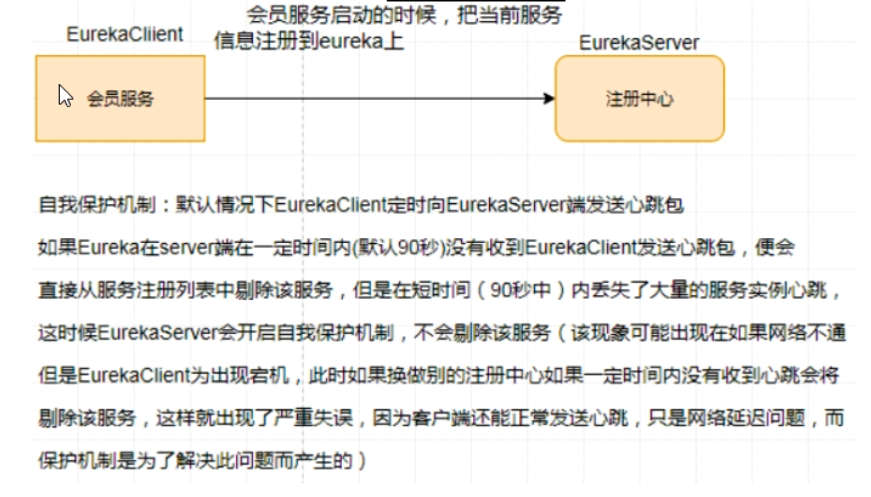 会员服务启动的时候，把当前服务
EurekaCliient
信息注册到eureka上
EurekaServer
会员服务
注册中心
自我保护机制：默认情况下EurekaClient定时向EurekaServer端发送心跳包
如果Eureka在server端在一定时间内(默认90秒)没有收到EurekaClient发送心跳包，便会
直接从服务注册列表中剔除该服务，但是在短时间（90秒中）内丢失了大量的服务实例心跳，
这时候EurekaServer会开启自我保护机制，不会剔除该服务（该现象可能出现在如果网络不通
但是EurekaClient为出现宕机，此时如果换做别的注册中心如果一定时间内没有收到心跳会将
剔除该服务，这样就出现了严重失误，因为客户端还能正常发送心跳，只是网络延迟问题，而
保护机制是为了解决此问题而产生的）